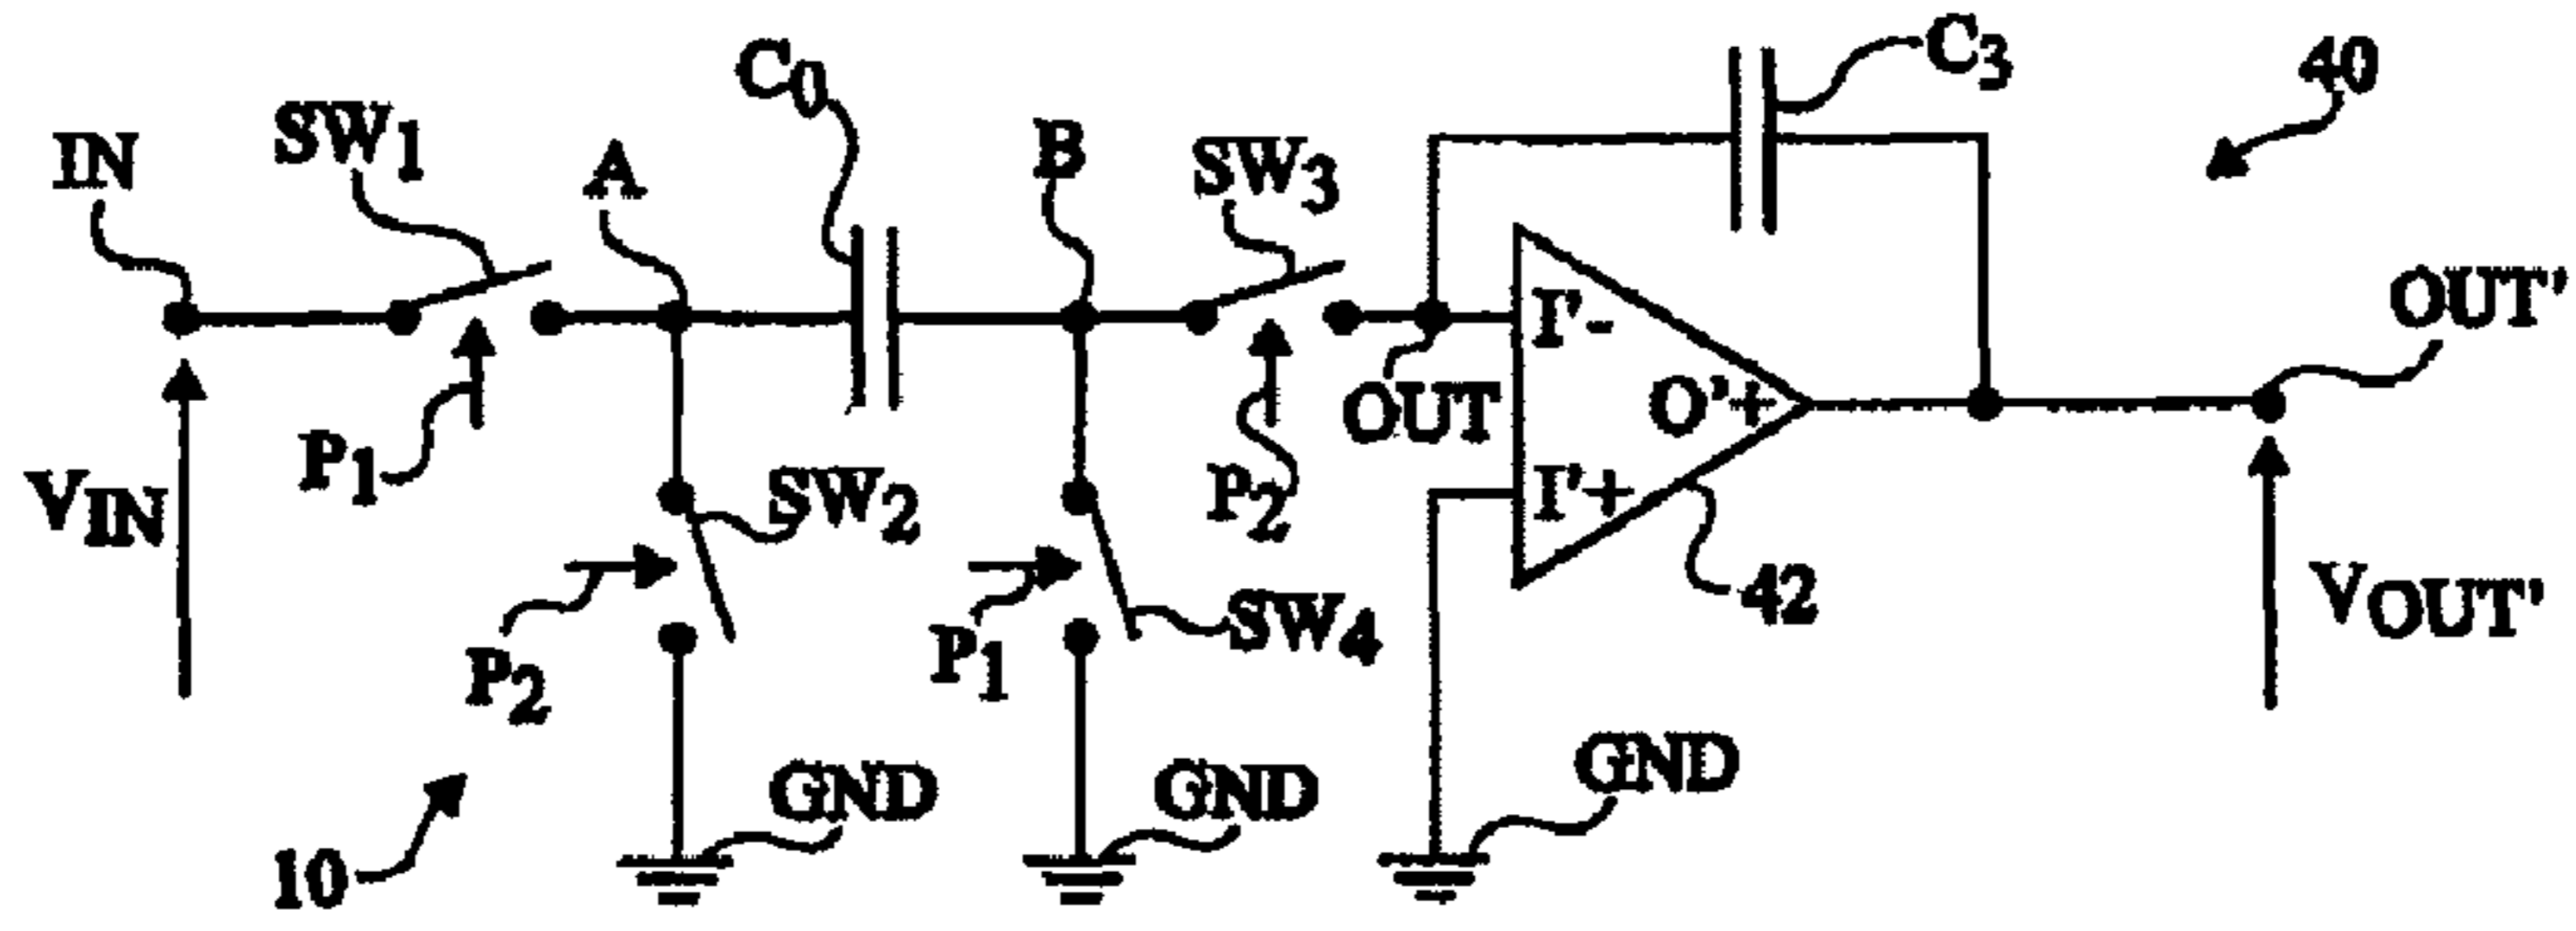 C0
C3
40
IN
SW1
A
B
SW3
OUT'
I'-
P1
OUT
O'+
VIN
SW2
P2
I'+
42
VOUT'
P2
P1
SW4
GND
GND
GND
10